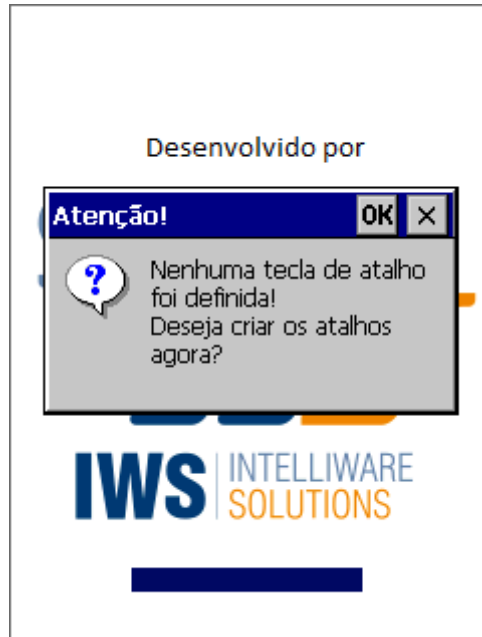 Desenvolvido por
Atenção! OK ×
Nenhuma tecla de atalho
foi definida!
Deseja criar os atalhos
agora?
IWS INTELLIWARE
SOLUTIONS